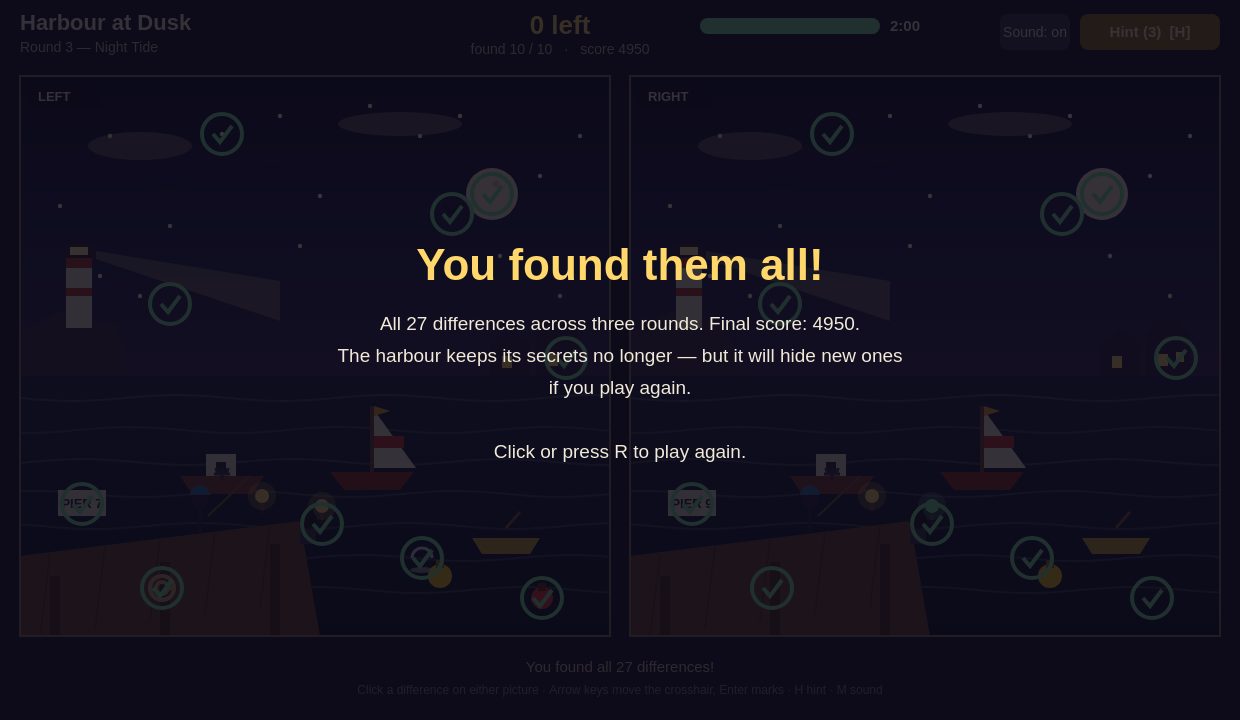 Harbour at Dusk
Round 3 — Night Tide
0 left
found 10 / 10 · score 4950
2:00
Sound: on
Hint (3) [H]
LEFT
RIGHT
You found them all!
All 27 differences across three rounds. Final score: 4950.
The harbour keeps its secrets no longer — but it will hide new ones
if you play again.
Click or press R to play again.
PIER 7
PIER 9
You found all 27 differences!
Click a difference on either picture · Arrow keys move the crosshair, Enter marks · H hint · M sound